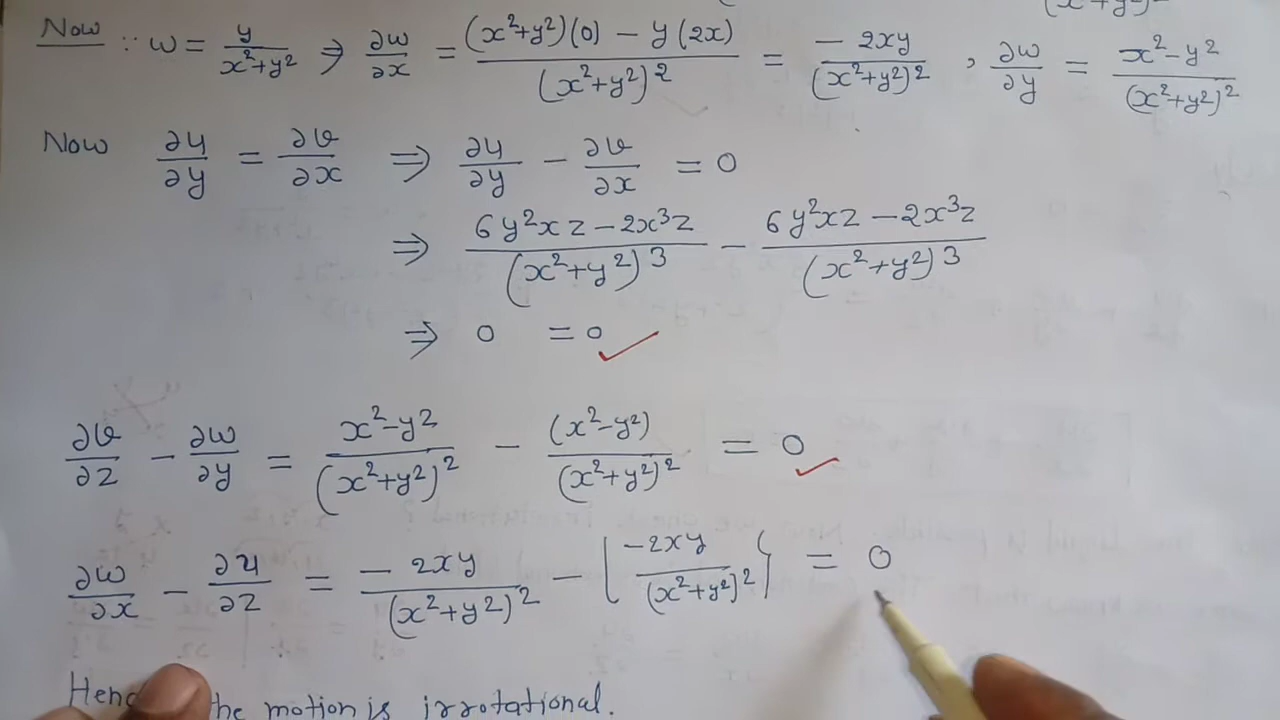 (x²+y²)²
Now ∵ w = y/(x²+y²) ⇒ ∂w/∂x = ((x²+y²)(0) − y(2x))/(x²+y²)² = −2xy/(x²+y²)² , ∂w/∂y = (x²−y²)/(x²+y²)²
Now ∂u/∂y = ∂v/∂x ⇒ ∂u/∂y − ∂v/∂x = 0
⇒ (6y²xz − 2x³z)/(x²+y²)³ − (6y²xz − 2x³z)/(x²+y²)³
⇒ 0 = 0
∂v/∂z − ∂w/∂y = (x²−y²)/(x²+y²)² − (x²−y²)/(x²+y²)² = 0
∂w/∂x − ∂u/∂z = −2xy/(x²+y²)² − {−2xy/(x²+y²)²} = 0
the motion is irrotational.